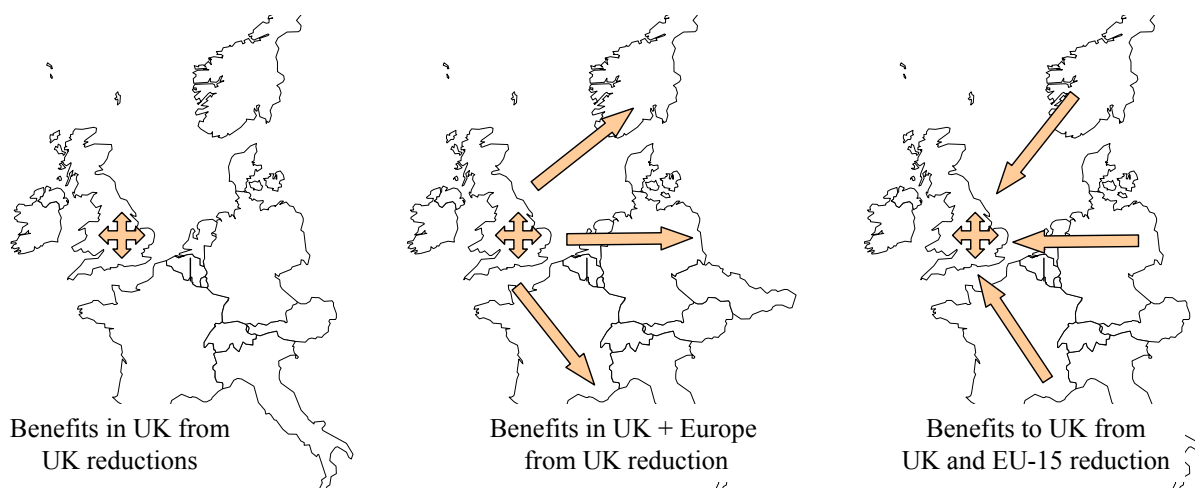 Benefits in UK from
UK reductions
Benefits in UK + Europe
from UK reduction
Benefits to UK from
UK and EU-15 reduction